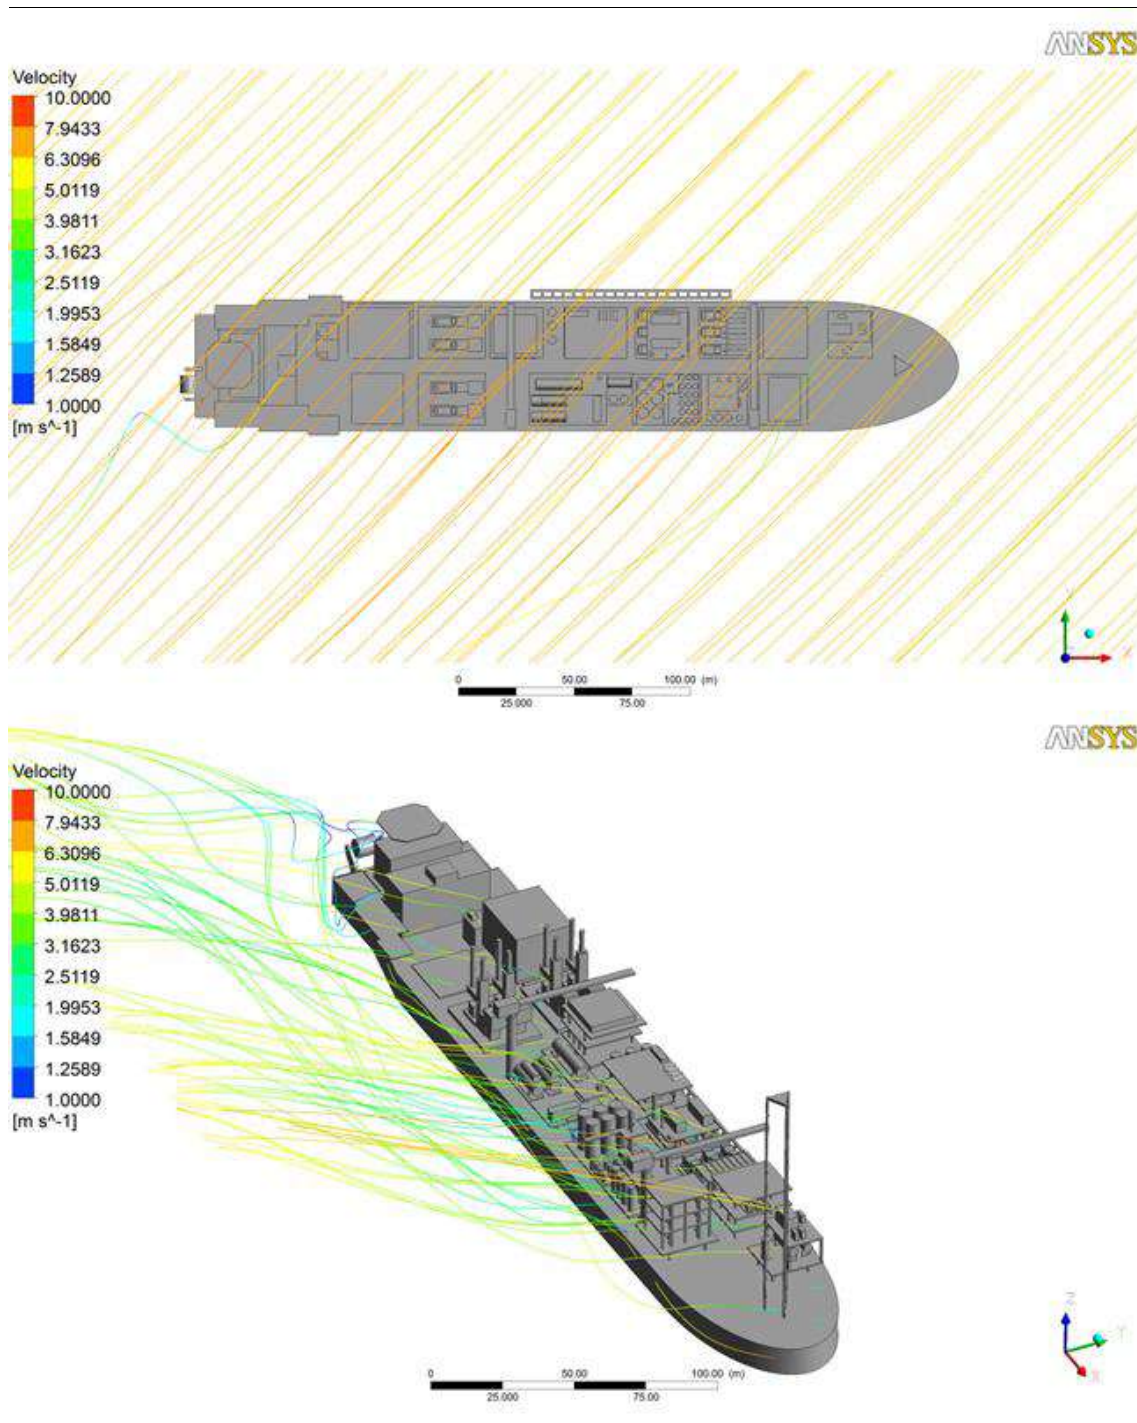 ANSYS
Velocity
10.0000
7.9433
6.3096
5.0119
3.9811
3.1623
2.5119
1.9953
1.5849
1.2589
1.0000
[m s^-1]
Y
X
0 50.00 100.00 (m)
25.000 75.00
ANSYS
Velocity
10.0000
7.9433
6.3096
5.0119
3.9811
3.1623
2.5119
1.9953
1.5849
1.2589
1.0000
[m s^-1]
Z
Y
X
0 50.00 100.00 (m)
25.000 75.00